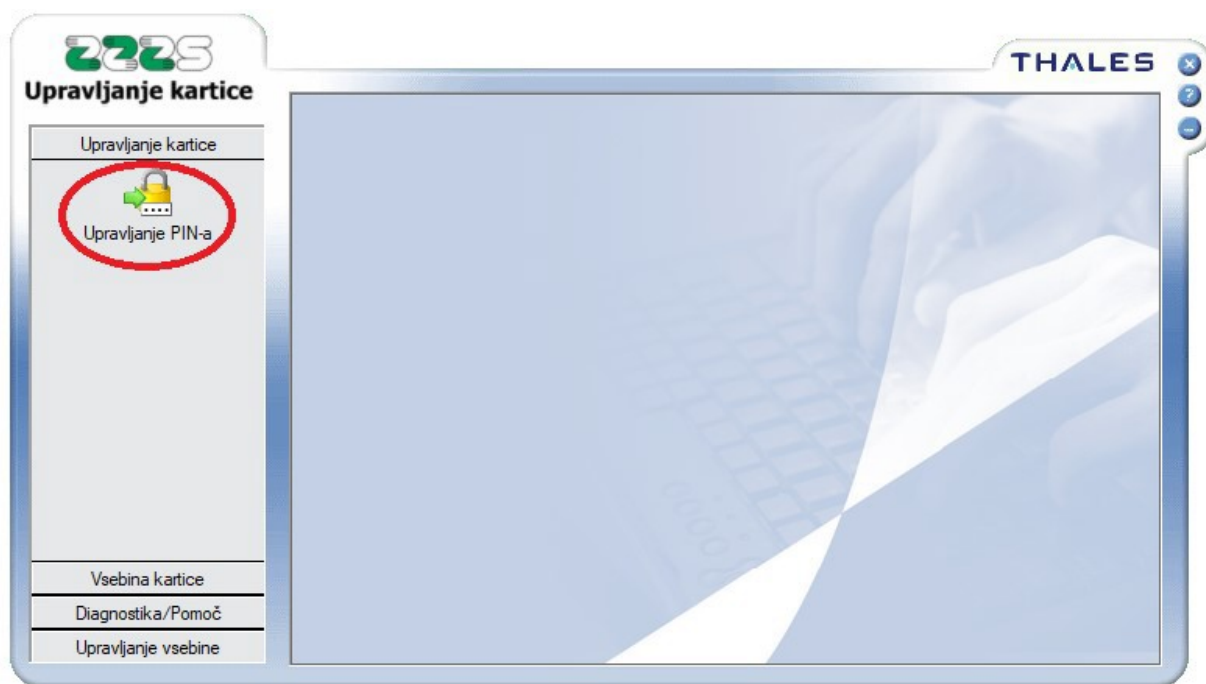 ZZZS
Upravljanje kartice
THALES
Upravljanje kartice
Upravljanje PIN-a
Vsebina kartice
Diagnostika/Pomoč
Upravljanje vsebine